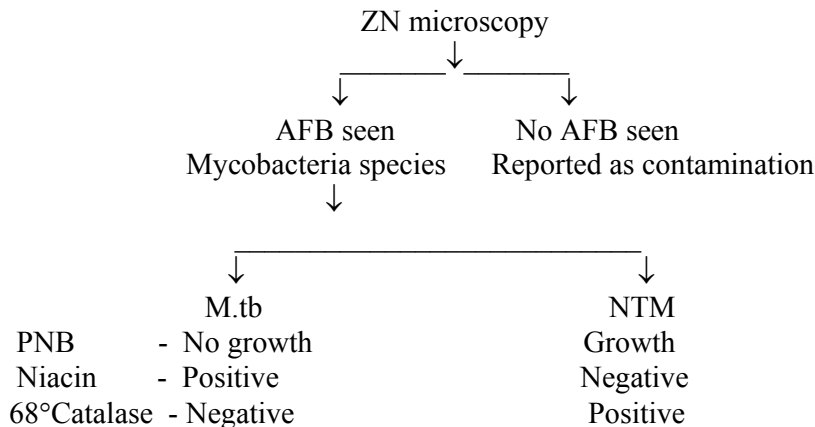 ZN microscopy
↓
↓ ↓
AFB seen No AFB seen
Mycobacteria species Reported as contamination
↓
↓ ↓
M.tb NTM
PNB - No growth Growth
Niacin - Positive Negative
68°Catalase - Negative Positive